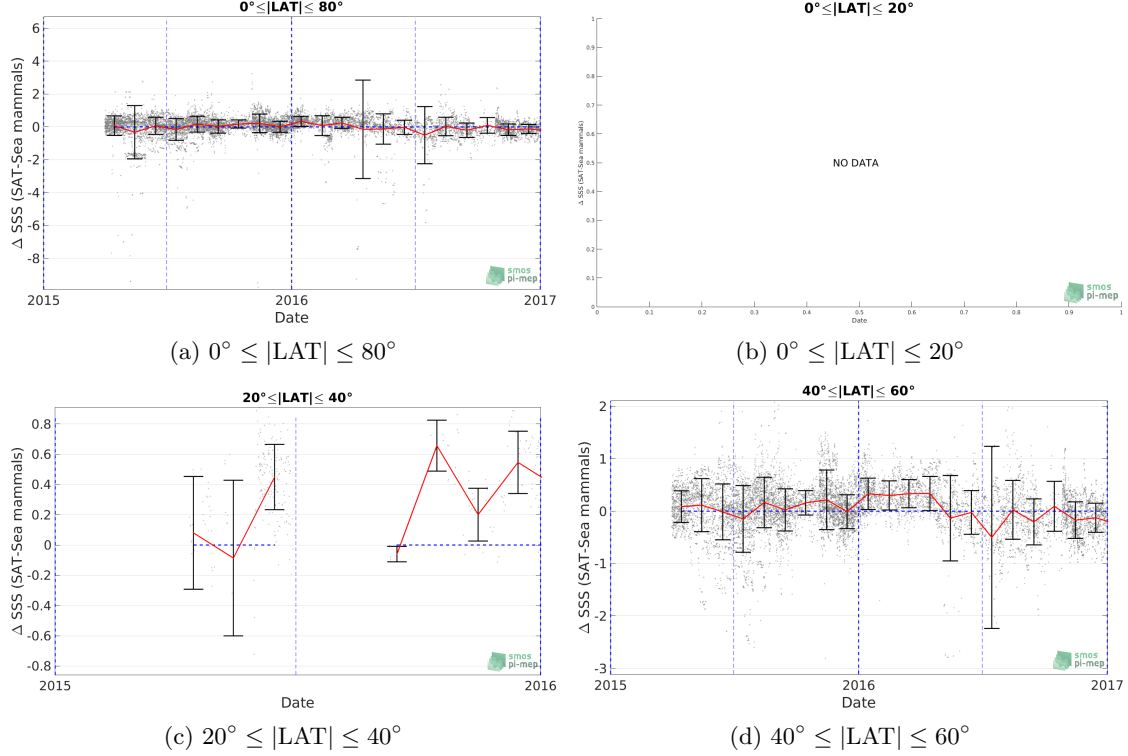 0°≤|LAT|≤ 80°
6
4
2
0
-2
-4
-6
-8
Δ SSS (SAT-Sea mammals)
2015
2016
2017
Date
smos
pi-mep
(a) 0° ≤ |LAT| ≤ 80°
0°≤|LAT|≤ 20°
1
0.9
0.8
0.7
0.6
0.5
0.4
0.3
0.2
0.1
0
Δ SSS (SAT-Sea mammals)
NO DATA
0
0.1
0.2
0.3
0.4
0.5
0.6
0.7
0.8
0.9
1
Date
smos
pi-mep
(b) 0° ≤ |LAT| ≤ 20°
20°≤|LAT|≤ 40°
0.8
0.6
0.4
0.2
0
-0.2
-0.4
-0.6
-0.8
Δ SSS (SAT-Sea mammals)
2015
2016
Date
smos
pi-mep
(c) 20° ≤ |LAT| ≤ 40°
40°≤|LAT|≤ 60°
2
1
0
-1
-2
-3
Δ SSS (SAT-Sea mammals)
2015
2016
2017
Date
smos
pi-mep
(d) 40° ≤ |LAT| ≤ 60°